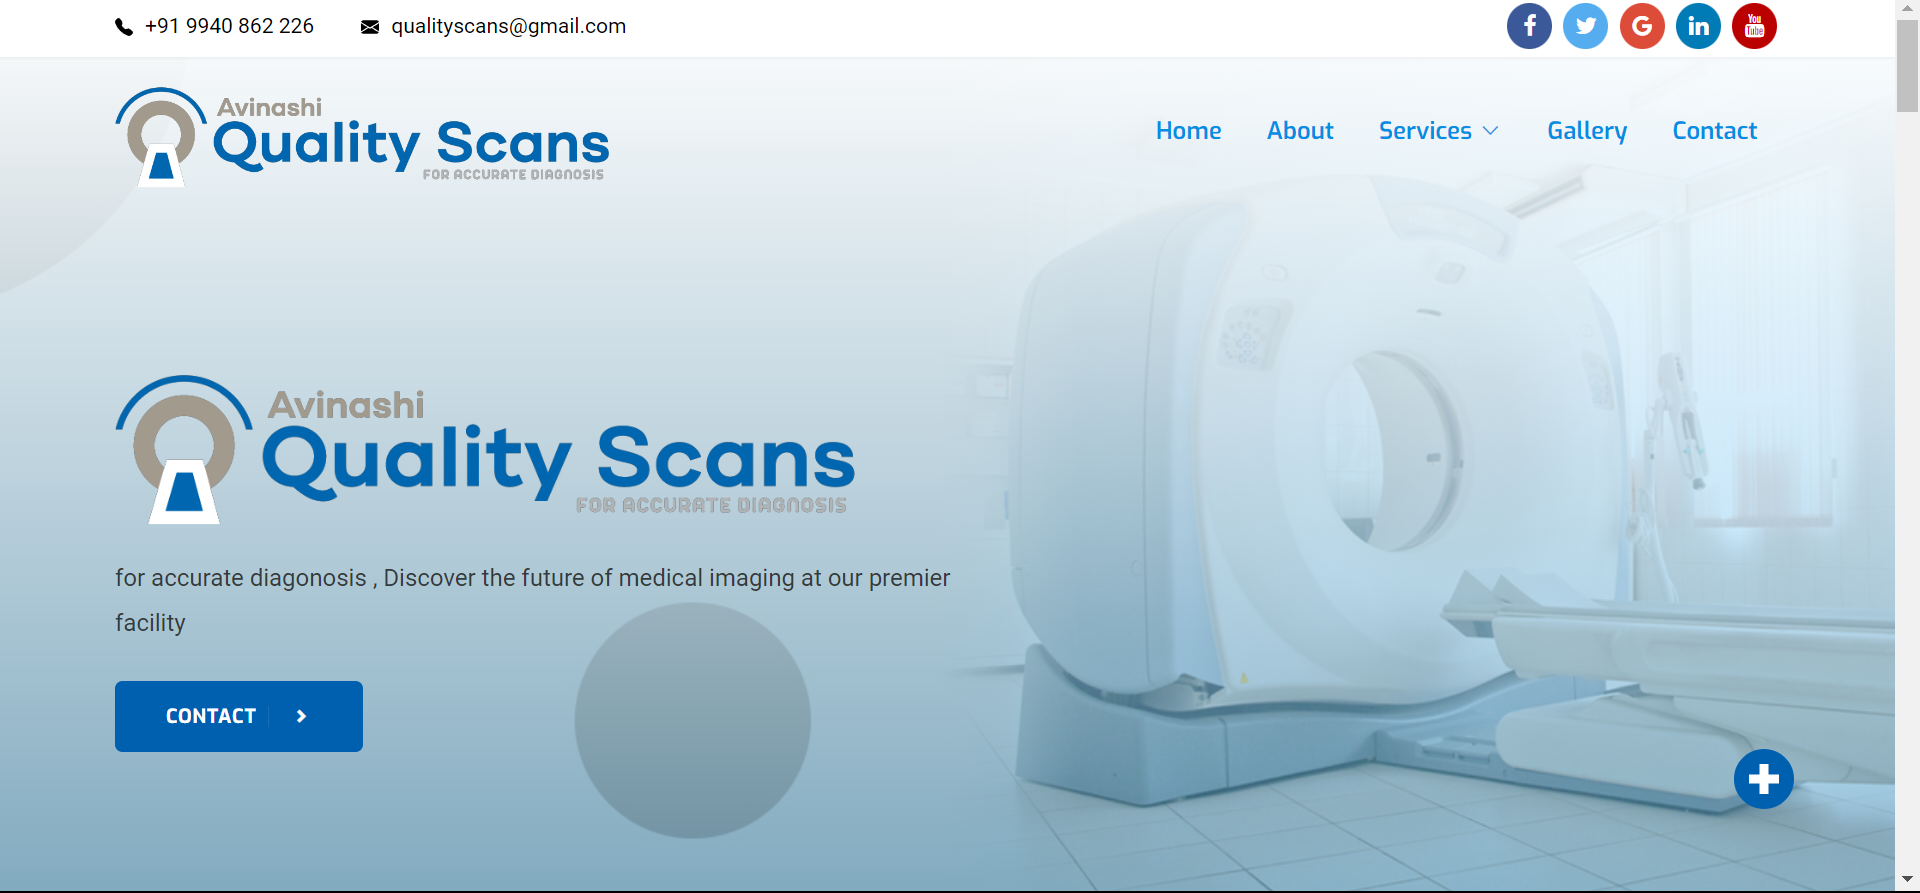 +91 9940 862 226 qualityscans@gmail.com
You
Tube
Avinashi
Quality Scans
FOR ACCURATE DIAGNOSIS
Home About Services Gallery Contact
Avinashi
Quality Scans
FOR ACCURATE DIAGNOSIS
for accurate diagonosis , Discover the future of medical imaging at our premier
facility
CONTACT